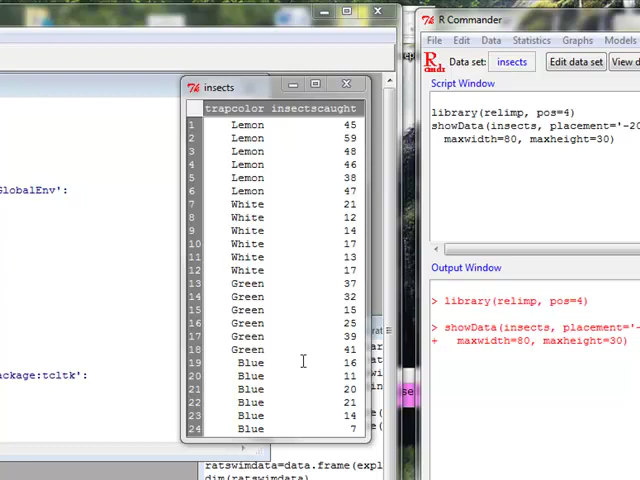 R Commander
File Edit Data Statistics Graphs Models
Data set: insects Edit data set View d
Script Window
library(relimp, pos=4)
showData(insects, placement='-20
maxwidth=80, maxheight=30)
Output Window
> library(relimp, pos=4)
> showData(insects, placement='-
+ maxwidth=80, maxheight=30)
insects
trapcolor insectscaught
1 Lemon 45
2 Lemon 59
3 Lemon 48
4 Lemon 46
5 Lemon 38
6 Lemon 47
7 White 21
8 White 12
9 White 14
10 White 17
11 White 13
12 White 17
13 Green 37
14 Green 32
15 Green 15
16 Green 25
17 Green 39
18 Green 41
19 Blue 16
20 Blue 11
21 Blue 20
22 Blue 21
23 Blue 14
24 Blue 7
GlobalEnv':
package:tcltk':
ratswimdata=data.frame(expl
dim(ratswimdata)